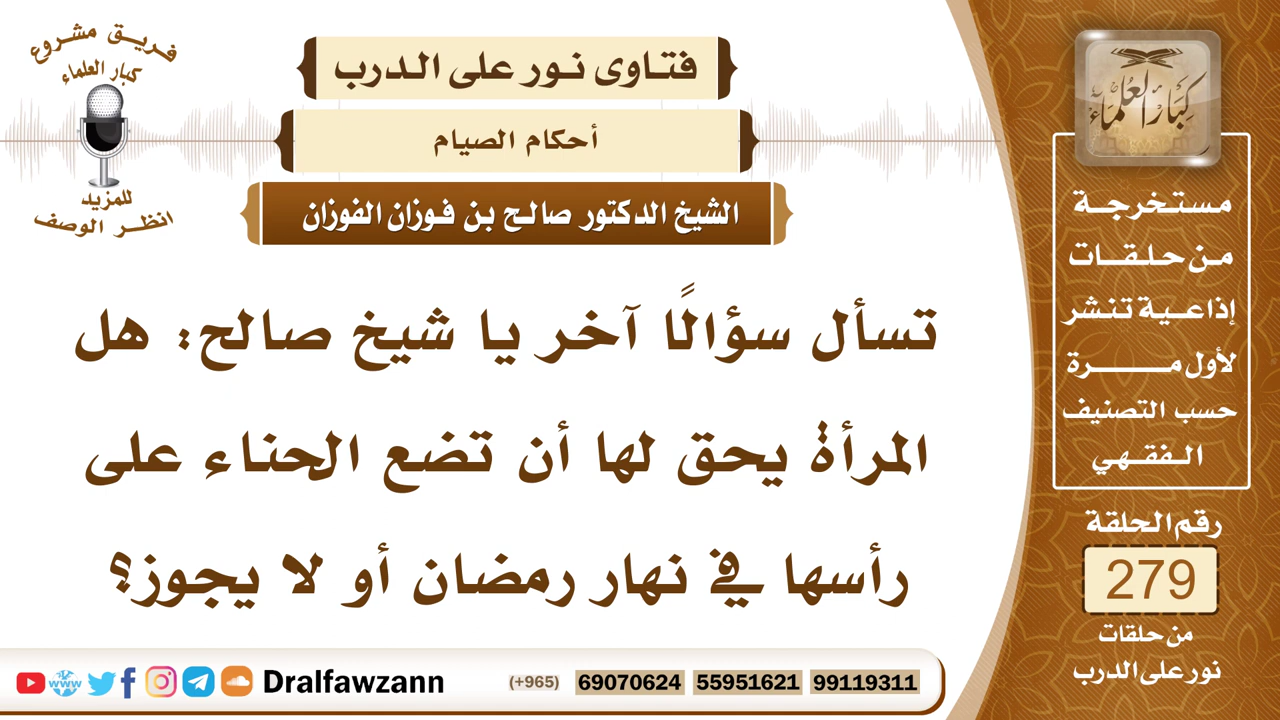 فريق مشروع
كبار العلماء
للمزيد
انظر الوصف
فتاوى نور على الدرب
أحكام الصيام
الشيخ الدكتور صالح بن فوزان الفوزان
تسأل سؤالًا آخر يا شيخ صالح: هل
المرأة يحق لها أن تضع الحناء على
رأسها في نهار رمضان أو لا يجوز؟
كبار العلماء
مستخرجة
من حلقات
إذاعية تنشر
لأول مرة
حسب التصنيف
الفقهي
رقم الحلقة
279
من حلقات
نور على الدرب
www Dralfawzann (+965) 69070624 55951621 99119311